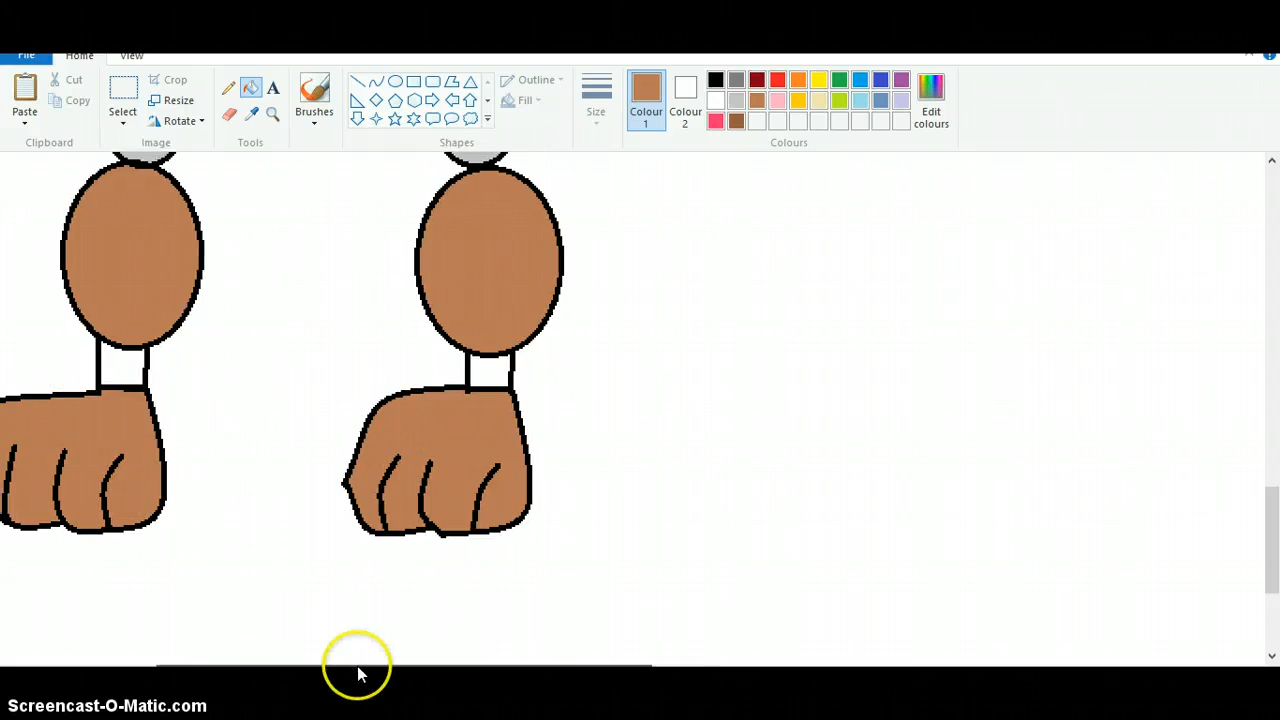 File Home View
Cut
Copy
Paste
Clipboard
Crop
Resize
Rotate
Select
Image
A
Tools
Brushes
Outline
Fill
Shapes
Size
Colour
1
Colour
2
Edit
colours
Colours
Screencast-O-Matic.com